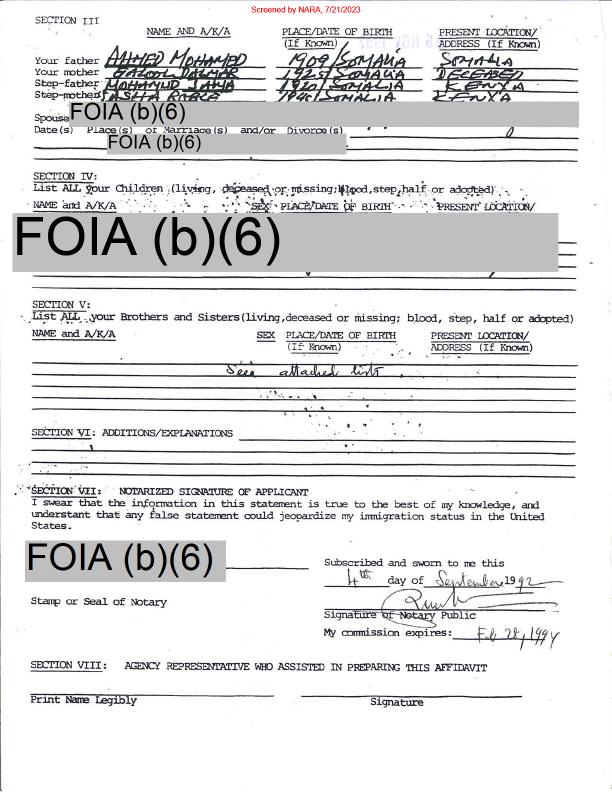 Screened by NARA, 7/21/2023
SECTION III
NAME AND A/K/A PLACE/DATE OF BIRTH PRESENT LOCATION/
(If Known) ADDRESS (If Known)
Your father AHMED MOHAMED 1909/SOMALIA SOMALIA
Your mother DALMAR 1925/SOMALIA DECEASED
Step-father MOHAMUD JAMA 1920/SOMALIA KENYA
Step-mother ASHA RABLE 1940/SOMALIA KENYA
Spouse FOIA (b)(6)
Date(s) Place(s) of Marriage(s) and/or Divorce(s)
FOIA (b)(6)
SECTION IV:
List ALL your Children (living, deceased or missing; blood, step, half or adopted)
NAME and A/K/A SEX PLACE/DATE OF BIRTH PRESENT LOCATION/
FOIA (b)(6)
SECTION V:
List ALL your Brothers and Sisters(living,deceased or missing; blood, step, half or adopted)
NAME and A/K/A SEX PLACE/DATE OF BIRTH PRESENT LOCATION/
(If Known) ADDRESS (If Known)
attached lists
SECTION VI: ADDITIONS/EXPLANATIONS
SECTION VII: NOTARIZED SIGNATURE OF APPLICANT
I swear that the information in this statement is true to the best of my knowledge, and
understand that any false statement could jeopardize my immigration status in the United
States.
FOIA (b)(6)
Subscribed and sworn to me this
4th day of September 1992
Stamp or Seal of Notary
Signature of Notary Public
My commission expires: Feb 28, 1994
SECTION VIII: AGENCY REPRESENTATIVE WHO ASSISTED IN PREPARING THIS AFFIDAVIT
Print Name Legibly Signature